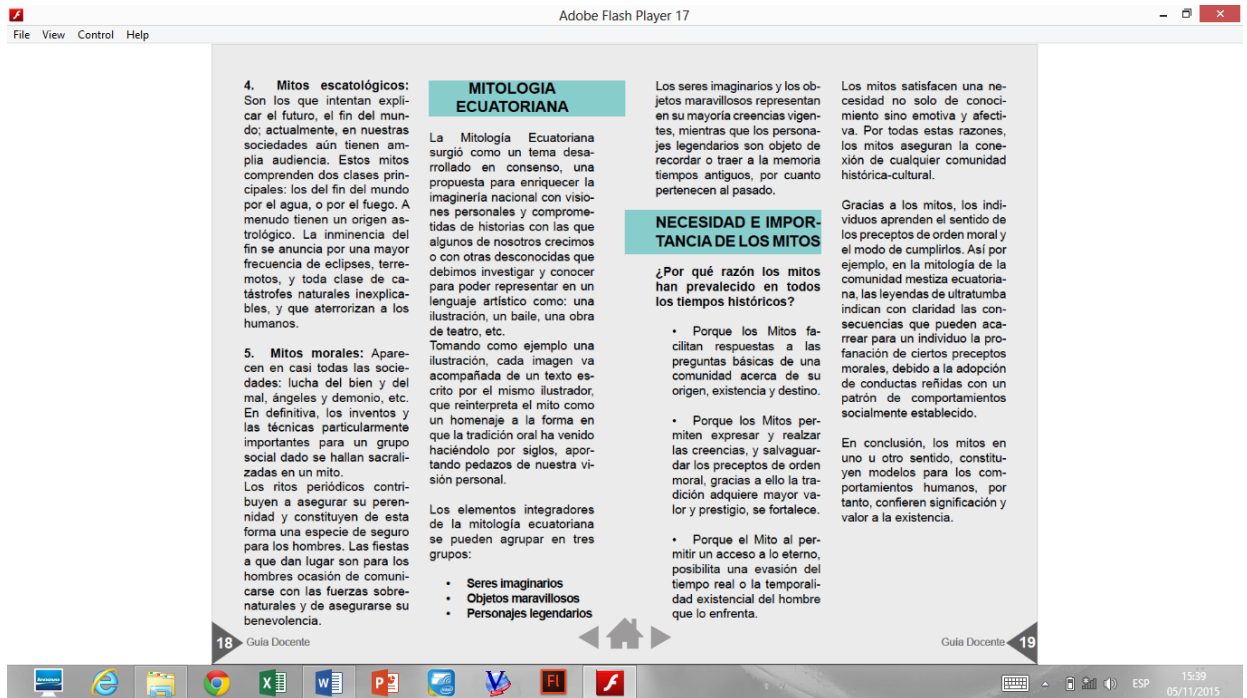 Adobe Flash Player 17
File View Control Help
4. Mitos escatológicos:
Son los que intentan expli-
car el futuro, el fin del mun-
do; actualmente, en nuestras
sociedades aún tienen am-
plia audiencia. Estos mitos
comprenden dos clases prin-
cipales: los del fin del mundo
por el agua, o por el fuego. A
menudo tienen un origen as-
trológico. La inminencia del
fin se anuncia por una mayor
frecuencia de eclipses, terre-
motos, y toda clase de ca-
tástrofes naturales inexplica-
bles, y que aterrorizan a los
humanos.
5. Mitos morales: Apare-
cen en casi todas las socie-
dades: lucha del bien y del
mal, ángeles y demonio, etc.
En definitiva, los inventos y
las técnicas particularmente
importantes para un grupo
social dado se hallan sacrali-
zadas en un mito.
Los ritos periódicos contri-
buyen a asegurar su peren-
nidad y constituyen de esta
forma una especie de seguro
para los hombres. Las fiestas
a que dan lugar son para los
hombres ocasión de comuni-
carse con las fuerzas sobre-
naturales y de asegurarse su
benevolencia.
18 Guía Docente
MITOLOGIA
ECUATORIANA
La Mitología Ecuatoriana
surgió como un tema desa-
rrollado en consenso, una
propuesta para enriquecer la
imaginería nacional con visio-
nes personales y comprome-
tidas de historias con las que
algunos de nosotros crecimos
o con otras desconocidas que
debimos investigar y conocer
para poder representar en un
lenguaje artístico como: una
ilustración, un baile, una obra
de teatro, etc.
Tomando como ejemplo una
ilustración, cada imagen va
acompañada de un texto es-
crito por el mismo ilustrador,
que reinterpreta el mito como
un homenaje a la forma en
que la tradición oral ha venido
haciéndolo por siglos, apor-
tando pedazos de nuestra vi-
sión personal.
Los elementos integradores
de la mitología ecuatoriana
se pueden agrupar en tres
grupos:
• Seres imaginarios
• Objetos maravillosos
• Personajes legendarios
Los seres imaginarios y los ob-
jetos maravillosos representan
en su mayoría creencias vigen-
tes, mientras que los persona-
jes legendarios son objeto de
recordar o traer a la memoria
tiempos antiguos, por cuanto
pertenecen al pasado.
NECESIDAD E IMPOR-
TANCIA DE LOS MITOS
¿Por qué razón los mitos
han prevalecido en todos
los tiempos históricos?
• Porque los Mitos fa-
cilitan respuestas a las
preguntas básicas de una
comunidad acerca de su
origen, existencia y destino.
• Porque los Mitos per-
miten expresar y realzar
las creencias, y salvaguar-
dar los preceptos de orden
moral, gracias a ello la tra-
dición adquiere mayor va-
lor y prestigio, se fortalece.
• Porque el Mito al per-
mitir un acceso a lo eterno,
posibilita una evasión del
tiempo real o la temporali-
dad existencial del hombre
que lo enfrenta.
Los mitos satisfacen una ne-
cesidad no solo de conoci-
miento sino emotiva y afecti-
va. Por todas estas razones,
los mitos aseguran la cone-
xión de cualquier comunidad
histórica-cultural.
Gracias a los mitos, los indi-
viduos aprenden el sentido de
los preceptos de orden moral y
el modo de cumplirlos. Así por
ejemplo, en la mitología de la
comunidad mestiza ecuatoria-
na, las leyendas de ultratumba
indican con claridad las con-
secuencias que pueden aca-
rrear para un individuo la pro-
fanación de ciertos preceptos
morales, debido a la adopción
de conductas reñidas con un
patrón de comportamientos
socialmente establecido.
En conclusión, los mitos en
uno u otro sentido, constitu-
yen modelos para los com-
portamientos humanos, por
tanto, confieren significación y
valor a la existencia.
Guía Docente 19
ESP
15:39
05/11/2015